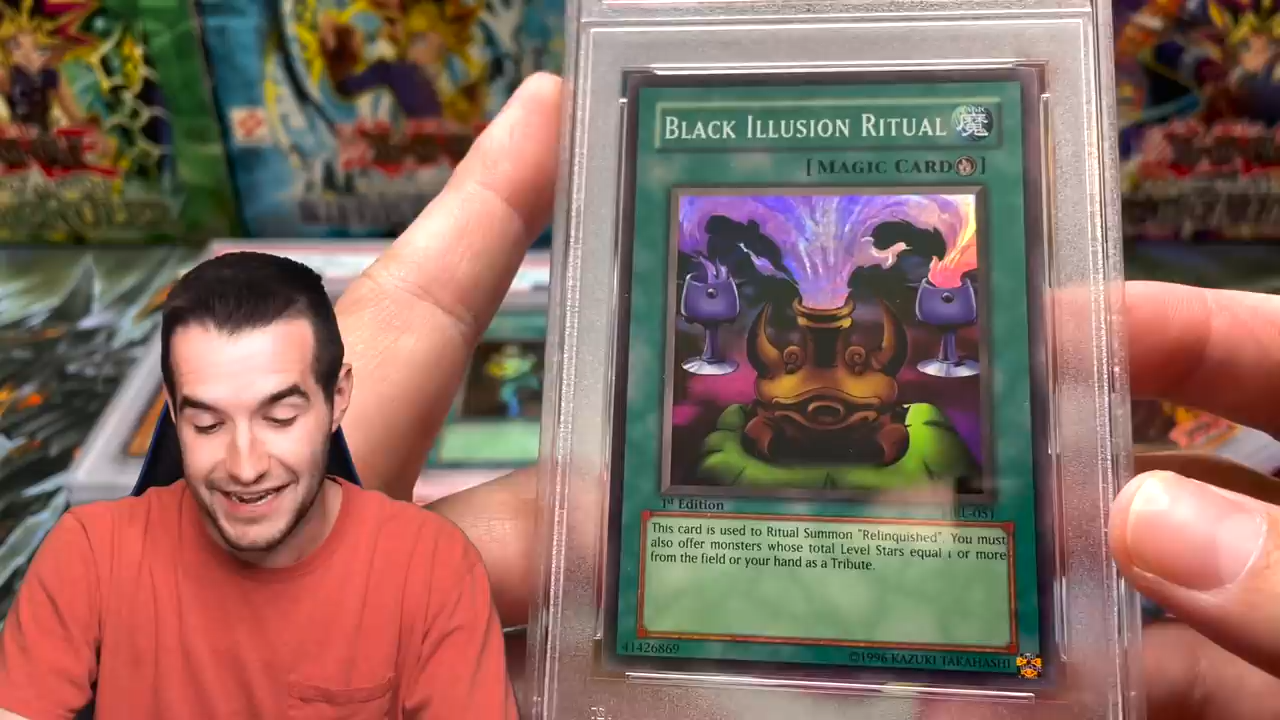 BLACK ILLUSION RITUAL 魔
[MAGIC CARD]
1st Edition
This card is used to Ritual Summon "Relinquished". You must
also offer monsters whose total Level Stars equal 1 or more
from the field or your hand as a Tribute.
41426869
©1996 KAZUKI TAKAHASHI